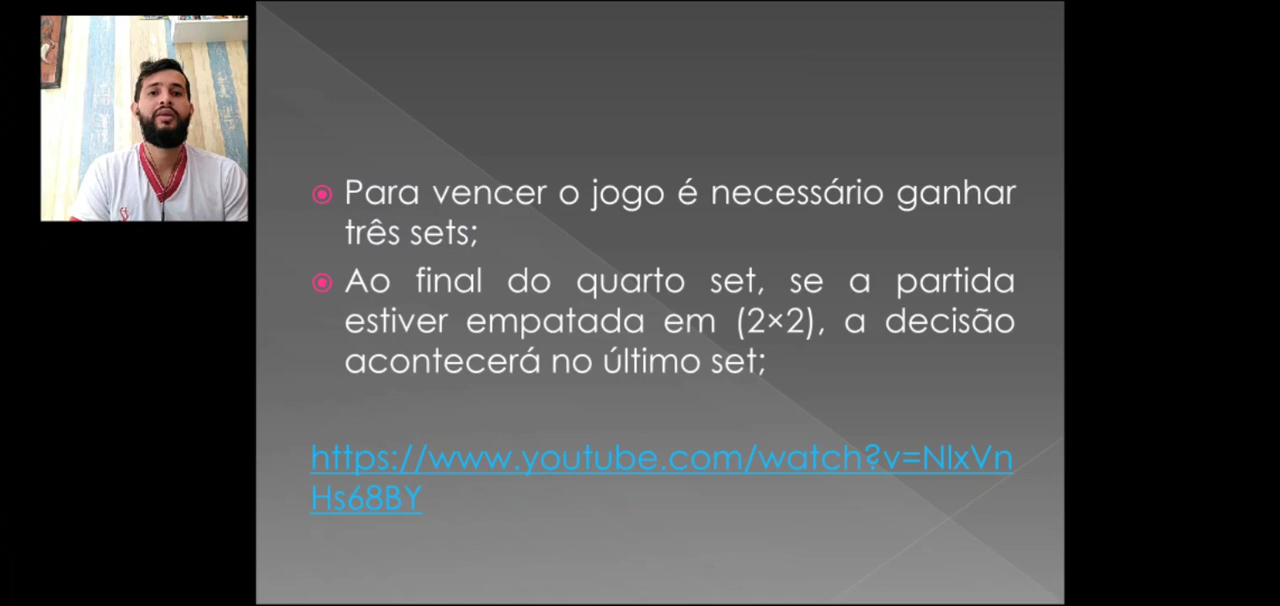 Para vencer o jogo é necessário ganhar
três sets;
Ao final do quarto set, se a partida
estiver empatada em (2×2), a decisão
acontecerá no último set;
https://www.youtube.com/watch?v=NlxVn
Hs68BY